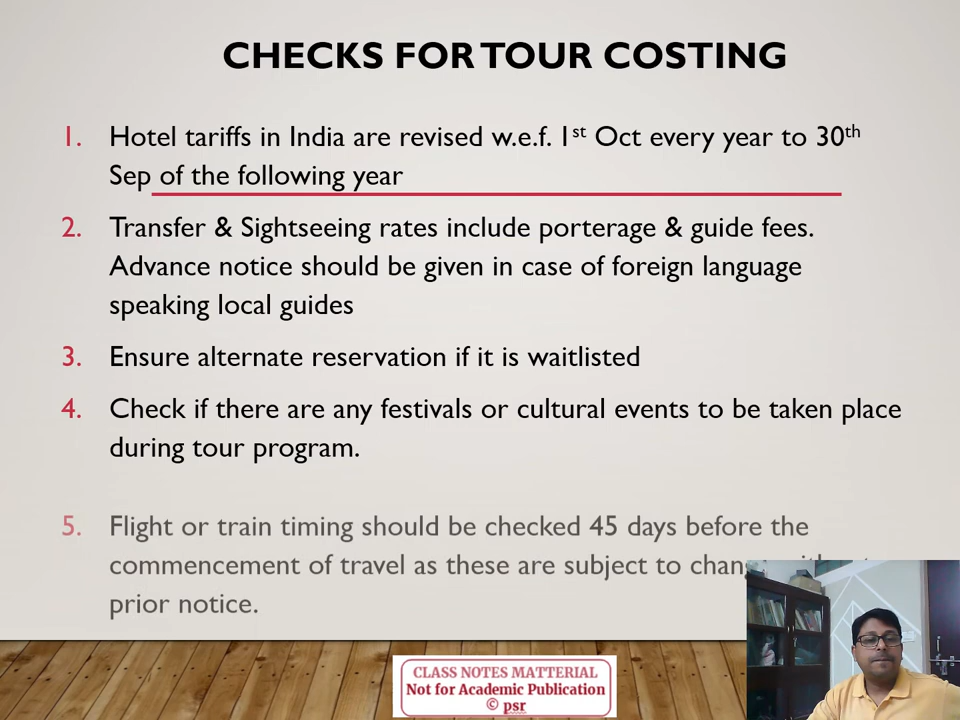 CHECKS FOR TOUR COSTING
1. Hotel tariffs in India are revised w.e.f. 1st Oct every year to 30th
Sep of the following year
2. Transfer & Sightseeing rates include porterage & guide fees.
Advance notice should be given in case of foreign language
speaking local guides
3. Ensure alternate reservation if it is waitlisted
4. Check if there are any festivals or cultural events to be taken place
during tour program.
5. Flight or train timing should be checked 45 days before the
commencement of travel as these are subject to
prior notice.
CLASS NOTES MATTERIAL
Not for Academic Publication
© psr